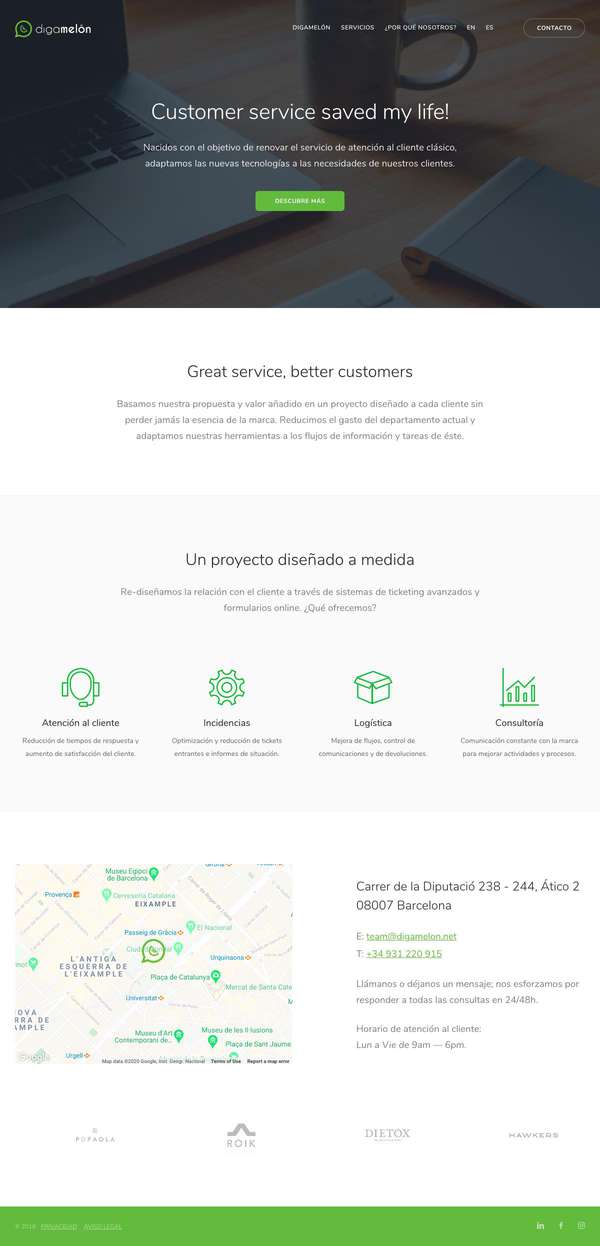 digamelón
DIGAMELÓN SERVICIOS ¿POR QUÉ NOSOTROS? EN ES CONTACTO
Customer service saved my life!
Nacidos con el objetivo de renovar el servicio de atención al cliente clásico,
adaptamos las nuevas tecnologías a las necesidades de nuestros clientes.
DESCUBRE MÁS
Great service, better customers
Basamos nuestra propuesta y valor añadido en un proyecto diseñado a cada cliente sin
perder jamás la esencia de la marca. Reducimos el gasto del departamento actual y
adaptamos nuestras herramientas a los flujos de información y tareas de éste.
Un proyecto diseñado a medida
Re-diseñamos la relación con el cliente a través de sistemas de ticketing avanzados y
formularios online. ¿Qué ofrecemos?
Atención al cliente
Reducción de tiempos de respuesta y
aumento de satisfacción del cliente.
Incidencias
Optimización y reducción de tickets
entrantes e informes de situación.
Logística
Mejora de flujos, control de
comunicaciones y de devoluciones.
Consultoría
Comunicación constante con la marca
para mejorar actividades y procesos.
Museu Egipci
de Barcelona
Provença
Cerveseria Catalana
EIXAMPLE
Passeig de Gràcia
El Nacional
L'ANTIGA
ESQUERRA DE
L'EIXAMPLE
Urquinaona
Plaça de Catalunya
Mercat de Santa Cate
Universitat
Museu d'Art
Contemporani de...
Museu de les Il·lusions
Plaça de Sant Jaume
Urgell
Google
Map data ©2020 Google, Inst. Geogr. Nacional Terms of Use Report a map error
Carrer de la Diputació 238 - 244, Ático 2
08007 Barcelona
E: team@digamelon.net
T: +34 931 220 915
Llámanos o déjanos un mensaje; nos esforzamos por
responder a todas las consultas en 24/48h.
Horario de atención al cliente:
Lun a Vie de 9am — 6pm.
POPAOLA
ROIK
DIETOX
HAWKERS
© 2018 PRIVACIDAD AVISO LEGAL